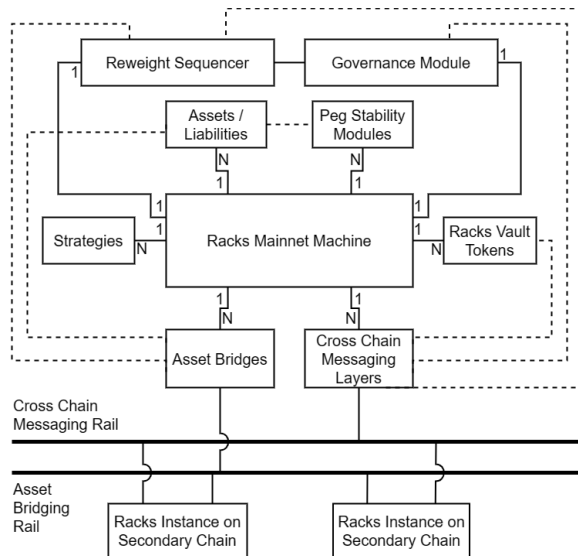 Reweight Sequencer
Governance Module
1
1
Assets /
Liabilities
Peg Stability
Modules
N
N
1
1
1
1
Strategies
N
1
Racks Mainnet Machine
1
N
Racks Vault
Tokens
1
1
N
N
Asset Bridges
Cross Chain
Messaging
Layers
Cross Chain
Messaging Rail
Asset
Bridging
Rail
Racks Instance on
Secondary Chain
Racks Instance on
Secondary Chain